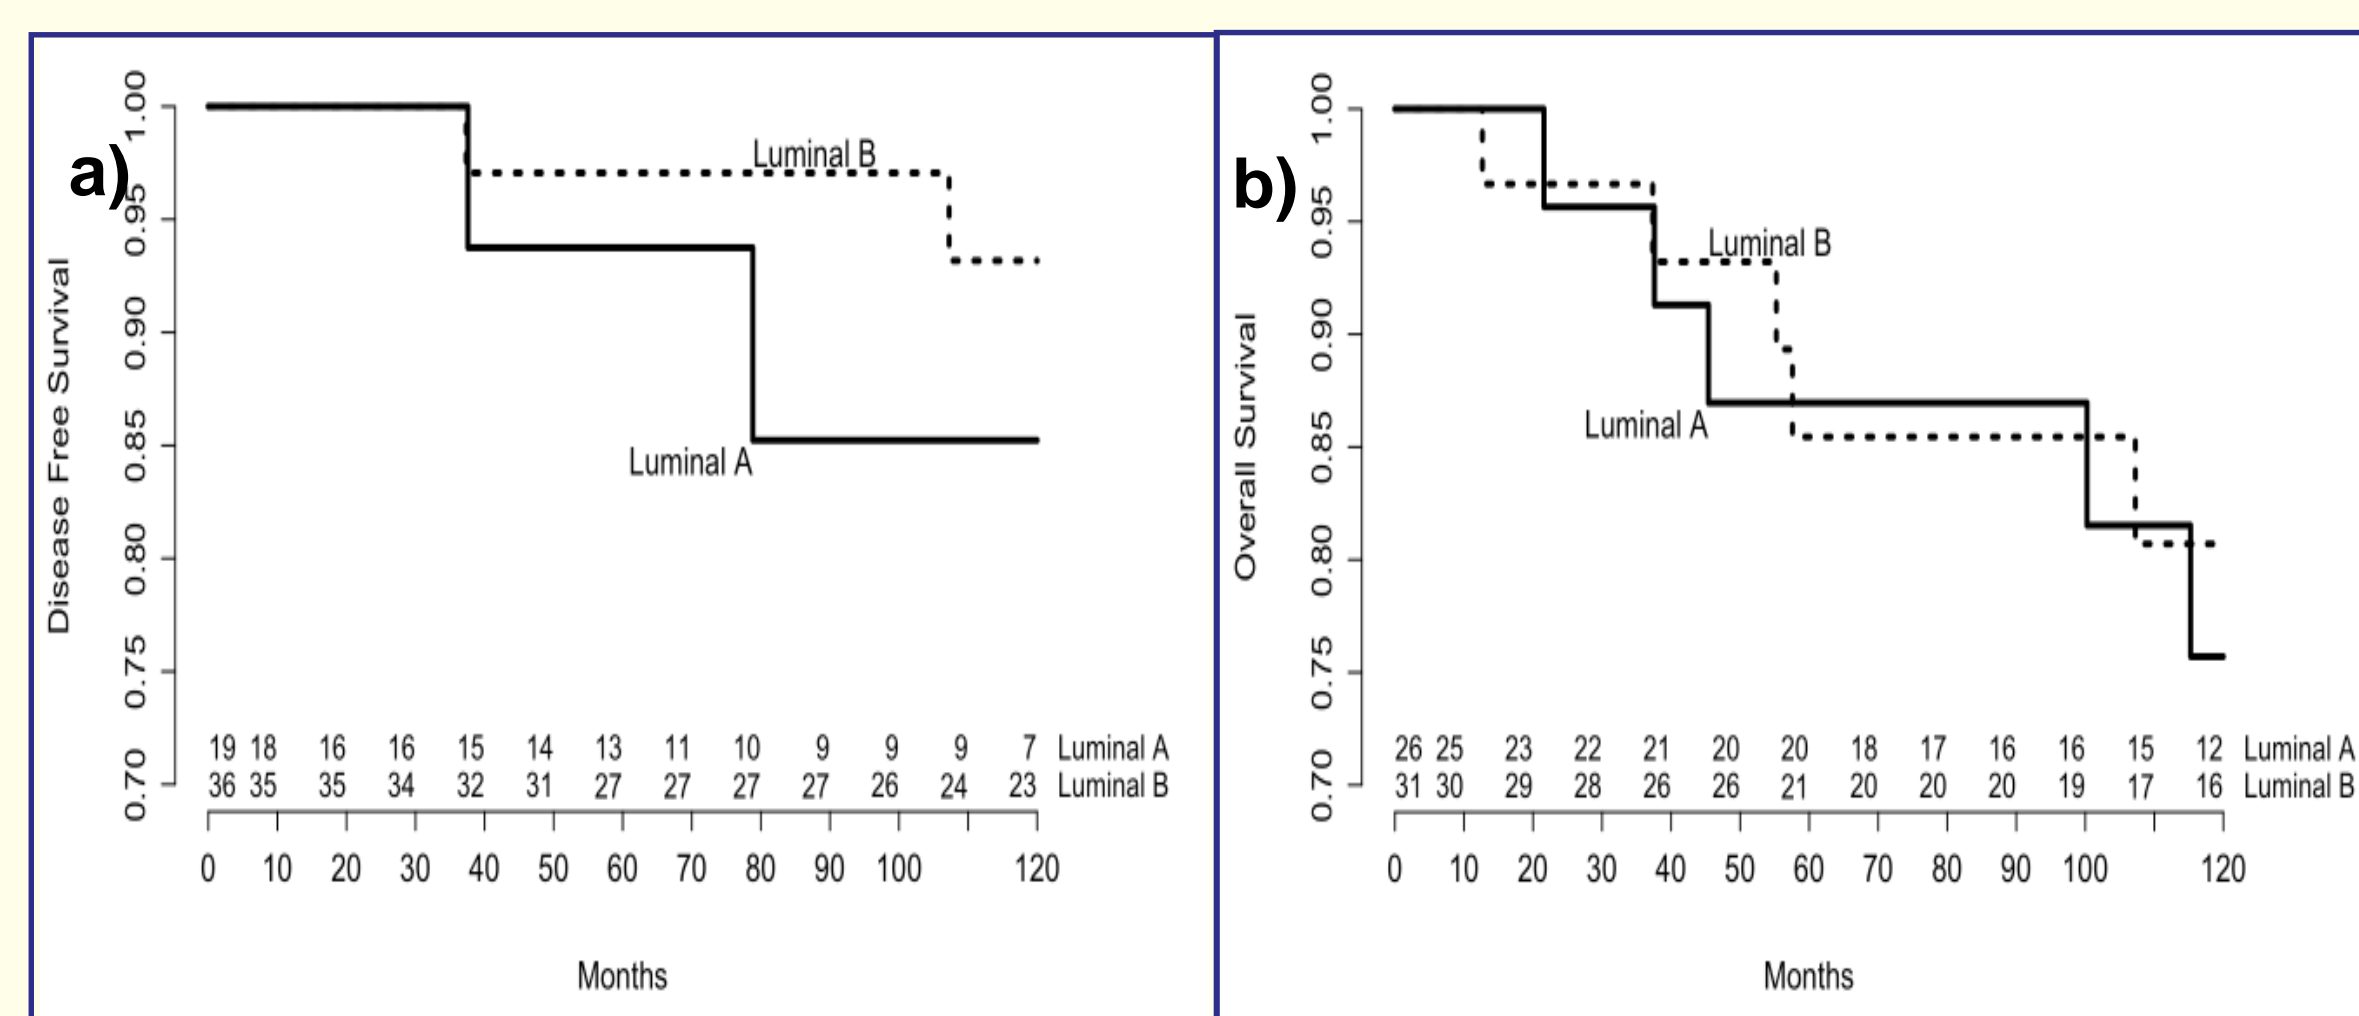 a)
Disease Free Survival
1.00
0.95
0.90
0.85
0.80
0.75
0.70
Luminal B
Luminal A
19 18 16 16 15 14 13 11 10 9 9 9 7 Luminal A
36 35 35 34 32 31 27 27 27 27 26 24 23 Luminal B
0 10 20 30 40 50 60 70 80 90 100 120
Months
b)
Overall Survival
1.00
0.95
0.90
0.85
0.80
0.75
0.70
Luminal B
Luminal A
26 25 23 22 21 20 20 18 17 16 16 15 12 Luminal A
31 30 29 28 26 26 21 20 20 20 19 17 16 Luminal B
0 10 20 30 40 50 60 70 80 90 100 120
Months